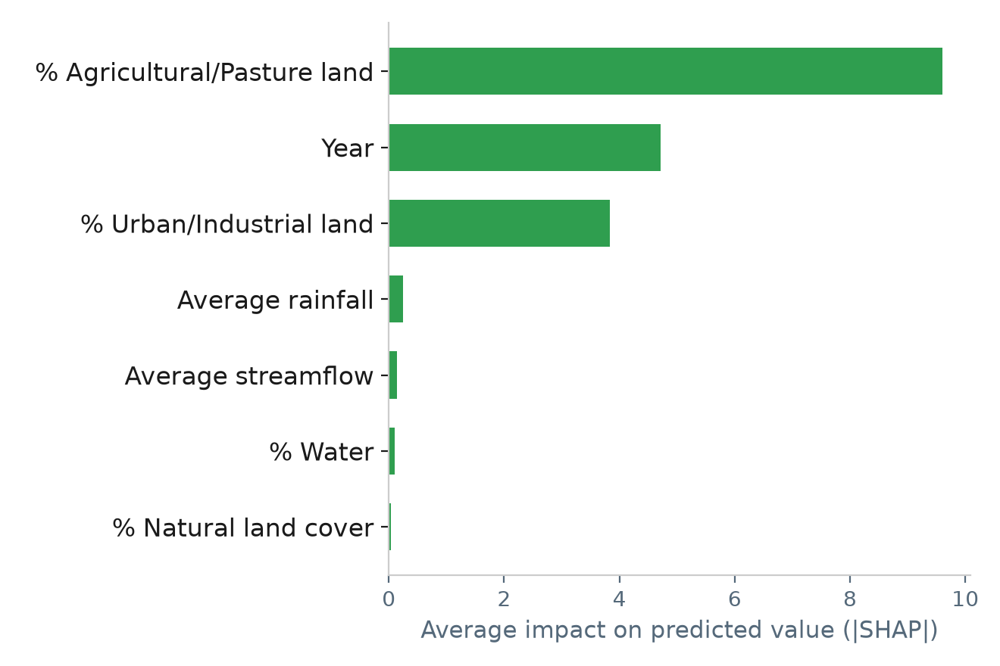 % Agricultural/Pasture land
Year
% Urban/Industrial land
Average rainfall
Average streamflow
% Water
% Natural land cover
0 2 4 6 8 10
Average impact on predicted value (|SHAP|)